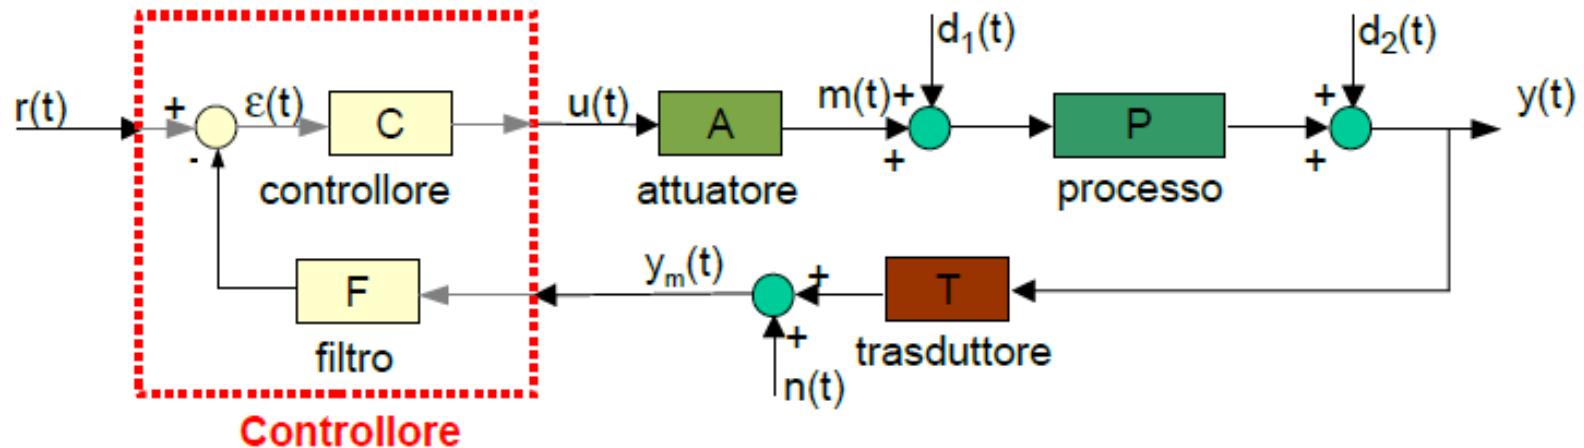 d₁(t)
d₂(t)
r(t)
+
ε(t)
C
u(t)
A
m(t)+
P
+
y(t)
-
+
+
controllore
attuatore
processo
F
yₘ(t)
+
T
filtro
+
trasduttore
n(t)
Controllore